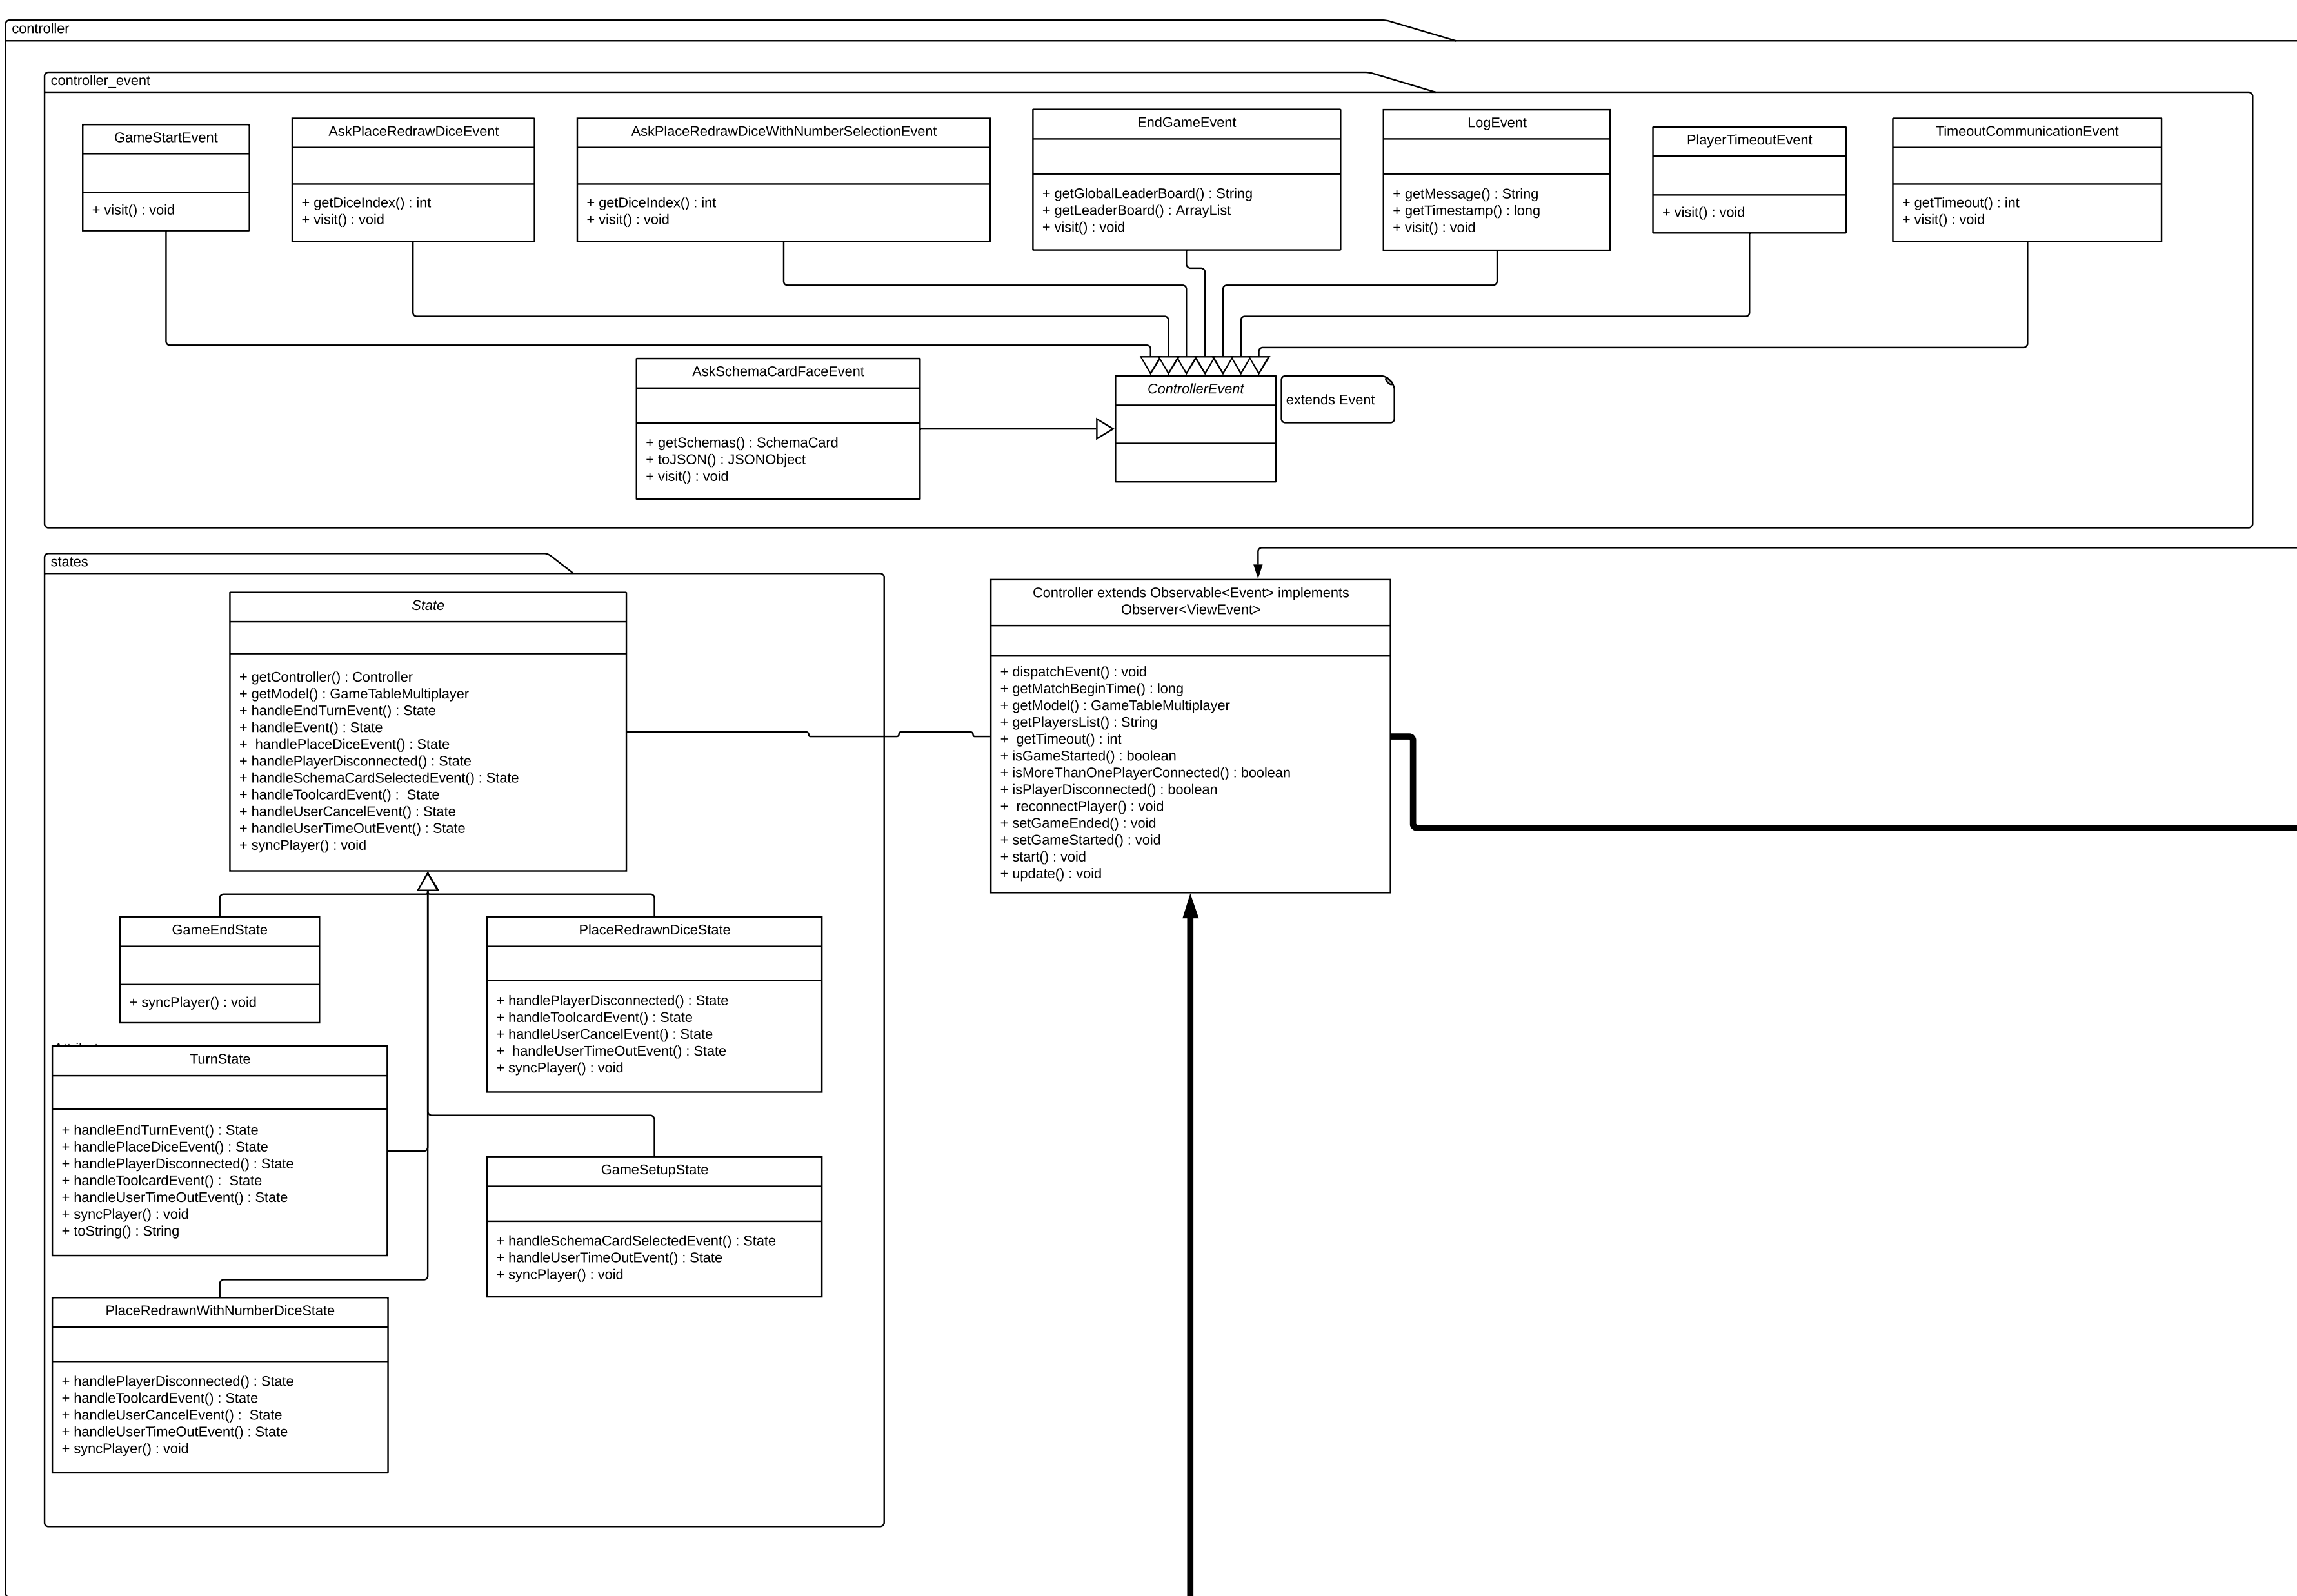 controller
controller_event
GameStartEvent
+ visit() : void
AskPlaceRedrawDiceEvent
+ getDiceIndex() : int
+ visit() : void
AskPlaceRedrawDiceWithNumberSelectionEvent
+ getDiceIndex() : int
+ visit() : void
EndGameEvent
+ getGlobalLeaderBoard() : String
+ getLeaderBoard() : ArrayList
+ visit() : void
LogEvent
+ getMessage() : String
+ getTimestamp() : long
+ visit() : void
PlayerTimeoutEvent
+ visit() : void
TimeoutCommunicationEvent
+ getTimeout() : int
+ visit() : void
AskSchemaCardFaceEvent
+ getSchemas() : SchemaCard
+ toJSON() : JSONObject
+ visit() : void
ControllerEvent
extends Event
states
State
+ getController() : Controller
+ getModel() : GameTableMultiplayer
+ handleEndTurnEvent() : State
+ handleEvent() : State
+  handlePlaceDiceEvent() : State
+ handlePlayerDisconnected() : State
+ handleSchemaCardSelectedEvent() : State
+ handleToolcardEvent() :  State
+ handleUserCancelEvent() : State
+ handleUserTimeOutEvent() : State
+ syncPlayer() : void
Controller extends Observable<Event> implements
Observer<ViewEvent>
+ dispatchEvent() : void
+ getMatchBeginTime() : long
+ getModel() : GameTableMultiplayer
+ getPlayersList() : String
+  getTimeout() : int
+ isGameStarted() : boolean
+ isMoreThanOnePlayerConnected() : boolean
+ isPlayerDisconnected() : boolean
+  reconnectPlayer() : void
+ setGameEnded() : void
+ setGameStarted() : void
+ start() : void
+ update() : void
GameEndState
+ syncPlayer() : void
PlaceRedrawnDiceState
+ handlePlayerDisconnected() : State
+ handleToolcardEvent() : State
+ handleUserCancelEvent() : State
+  handleUserTimeOutEvent() : State
+ syncPlayer() : void
TurnState
+ handleEndTurnEvent() : State
+ handlePlaceDiceEvent() : State
+ handlePlayerDisconnected() : State
+ handleToolcardEvent() :  State
+ handleUserTimeOutEvent() : State
+ syncPlayer() : void
+ toString() : String
GameSetupState
+ handleSchemaCardSelectedEvent() : State
+ handleUserTimeOutEvent() : State
+ syncPlayer() : void
PlaceRedrawnWithNumberDiceState
+ handlePlayerDisconnected() : State
+ handleToolcardEvent() : State
+ handleUserCancelEvent() :  State
+ handleUserTimeOutEvent() : State
+ syncPlayer() : void